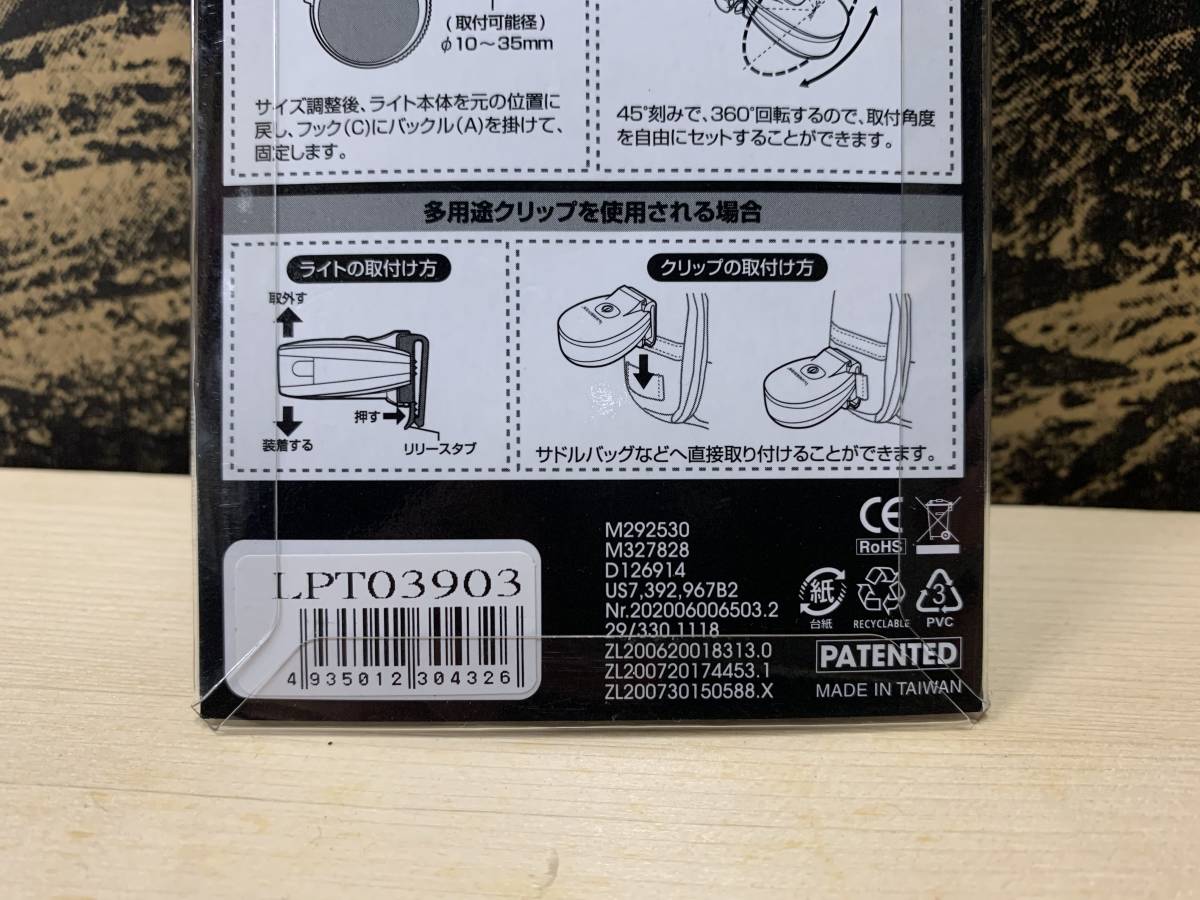 (取付可能径)
φ10～35mm
サイズ調整後、ライト本体を元の位置に
戻し、フック(C)にバックル(A)を掛けて、
固定します。
45°刻みで、360°回転するので、取付角度
を自由にセットすることができます。
多用途クリップを使用される場合
ライトの取付け方
取外す
押す
装着する
リリースタブ
クリップの取付け方
サドルバッグなどへ直接取り付けることができます。
LPT03903
4 935012 304326
M292530
M327828
D126914
US7,392,967B2
Nr.202006006503.2
29/330,1118
ZL200620018313.0
ZL200720174453.1
ZL200730150588.X
CE
RoHS
紙
台紙
RECYCLABLE
3
PVC
PATENTED
MADE IN TAIWAN